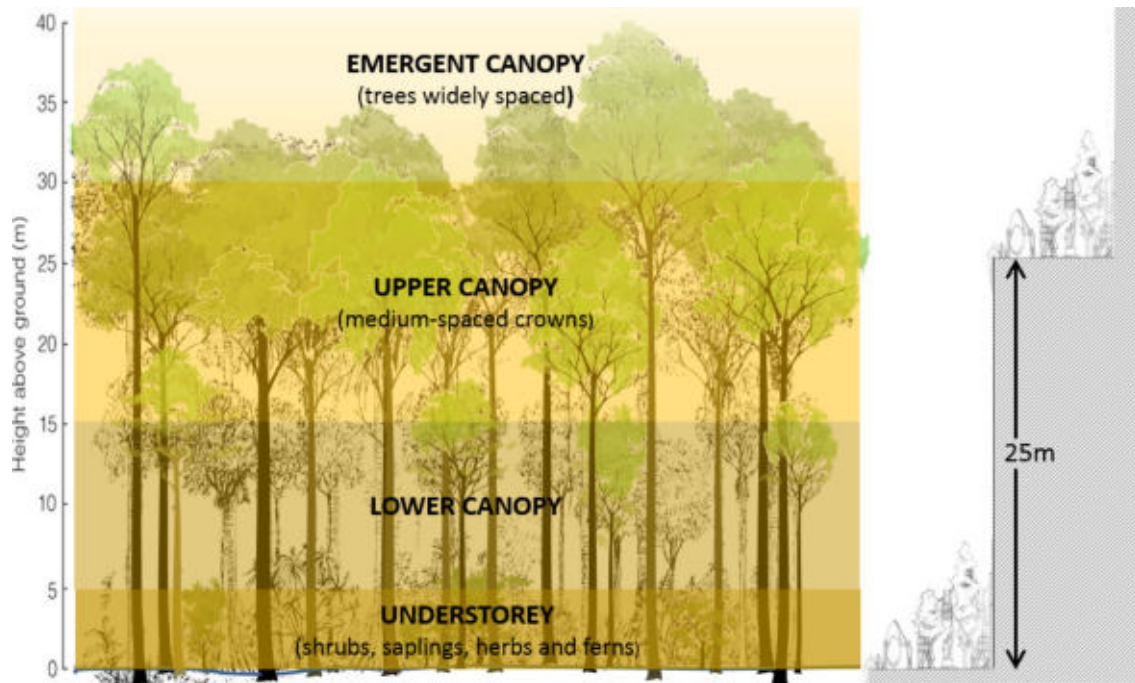 40
35
30
25
20
15
10
5
0
Height above ground (m)
EMERGENT CANOPY
(trees widely spaced)
UPPER CANOPY
(medium-spaced crowns)
LOWER CANOPY
UNDERSTOREY
(shrubs, saplings, herbs and ferns)
25m